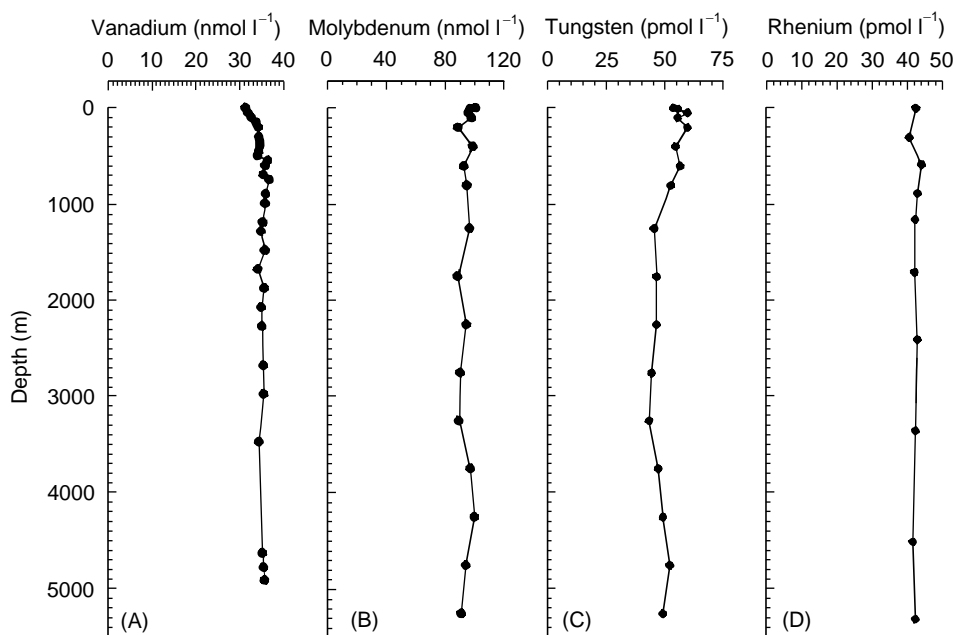 Vanadium (nmol l⁻¹) Molybdenum (nmol l⁻¹) Tungsten (pmol l⁻¹) Rhenium (pmol l⁻¹)
0 10 20 30 40 0 40 80 120 0 25 50 75 0 10 20 30 40 50
0
1000
2000
Depth (m)
3000
4000
5000
(A) (B) (C) (D)